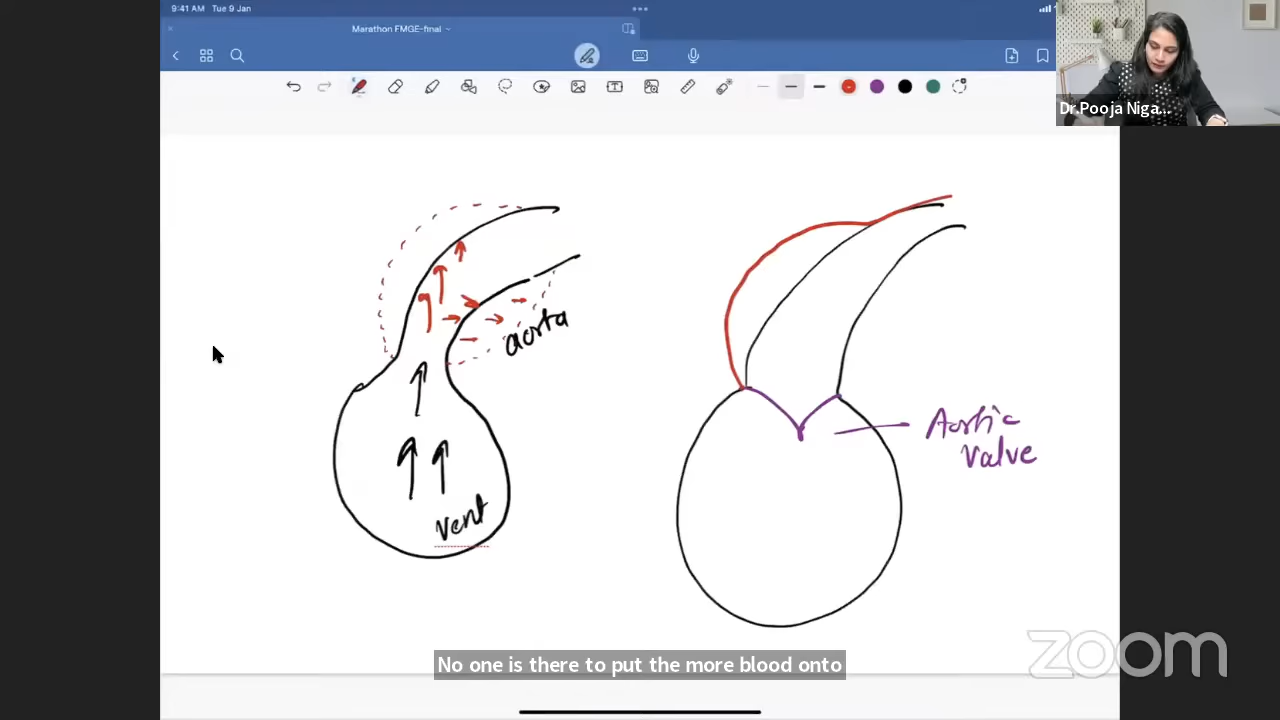 9:41 AM Tue 9 Jan
Marathon FMGE-final
Dr.Pooja Niga...
aorta
Aortic
valve
vent
No one is there to put the more blood onto
zoom